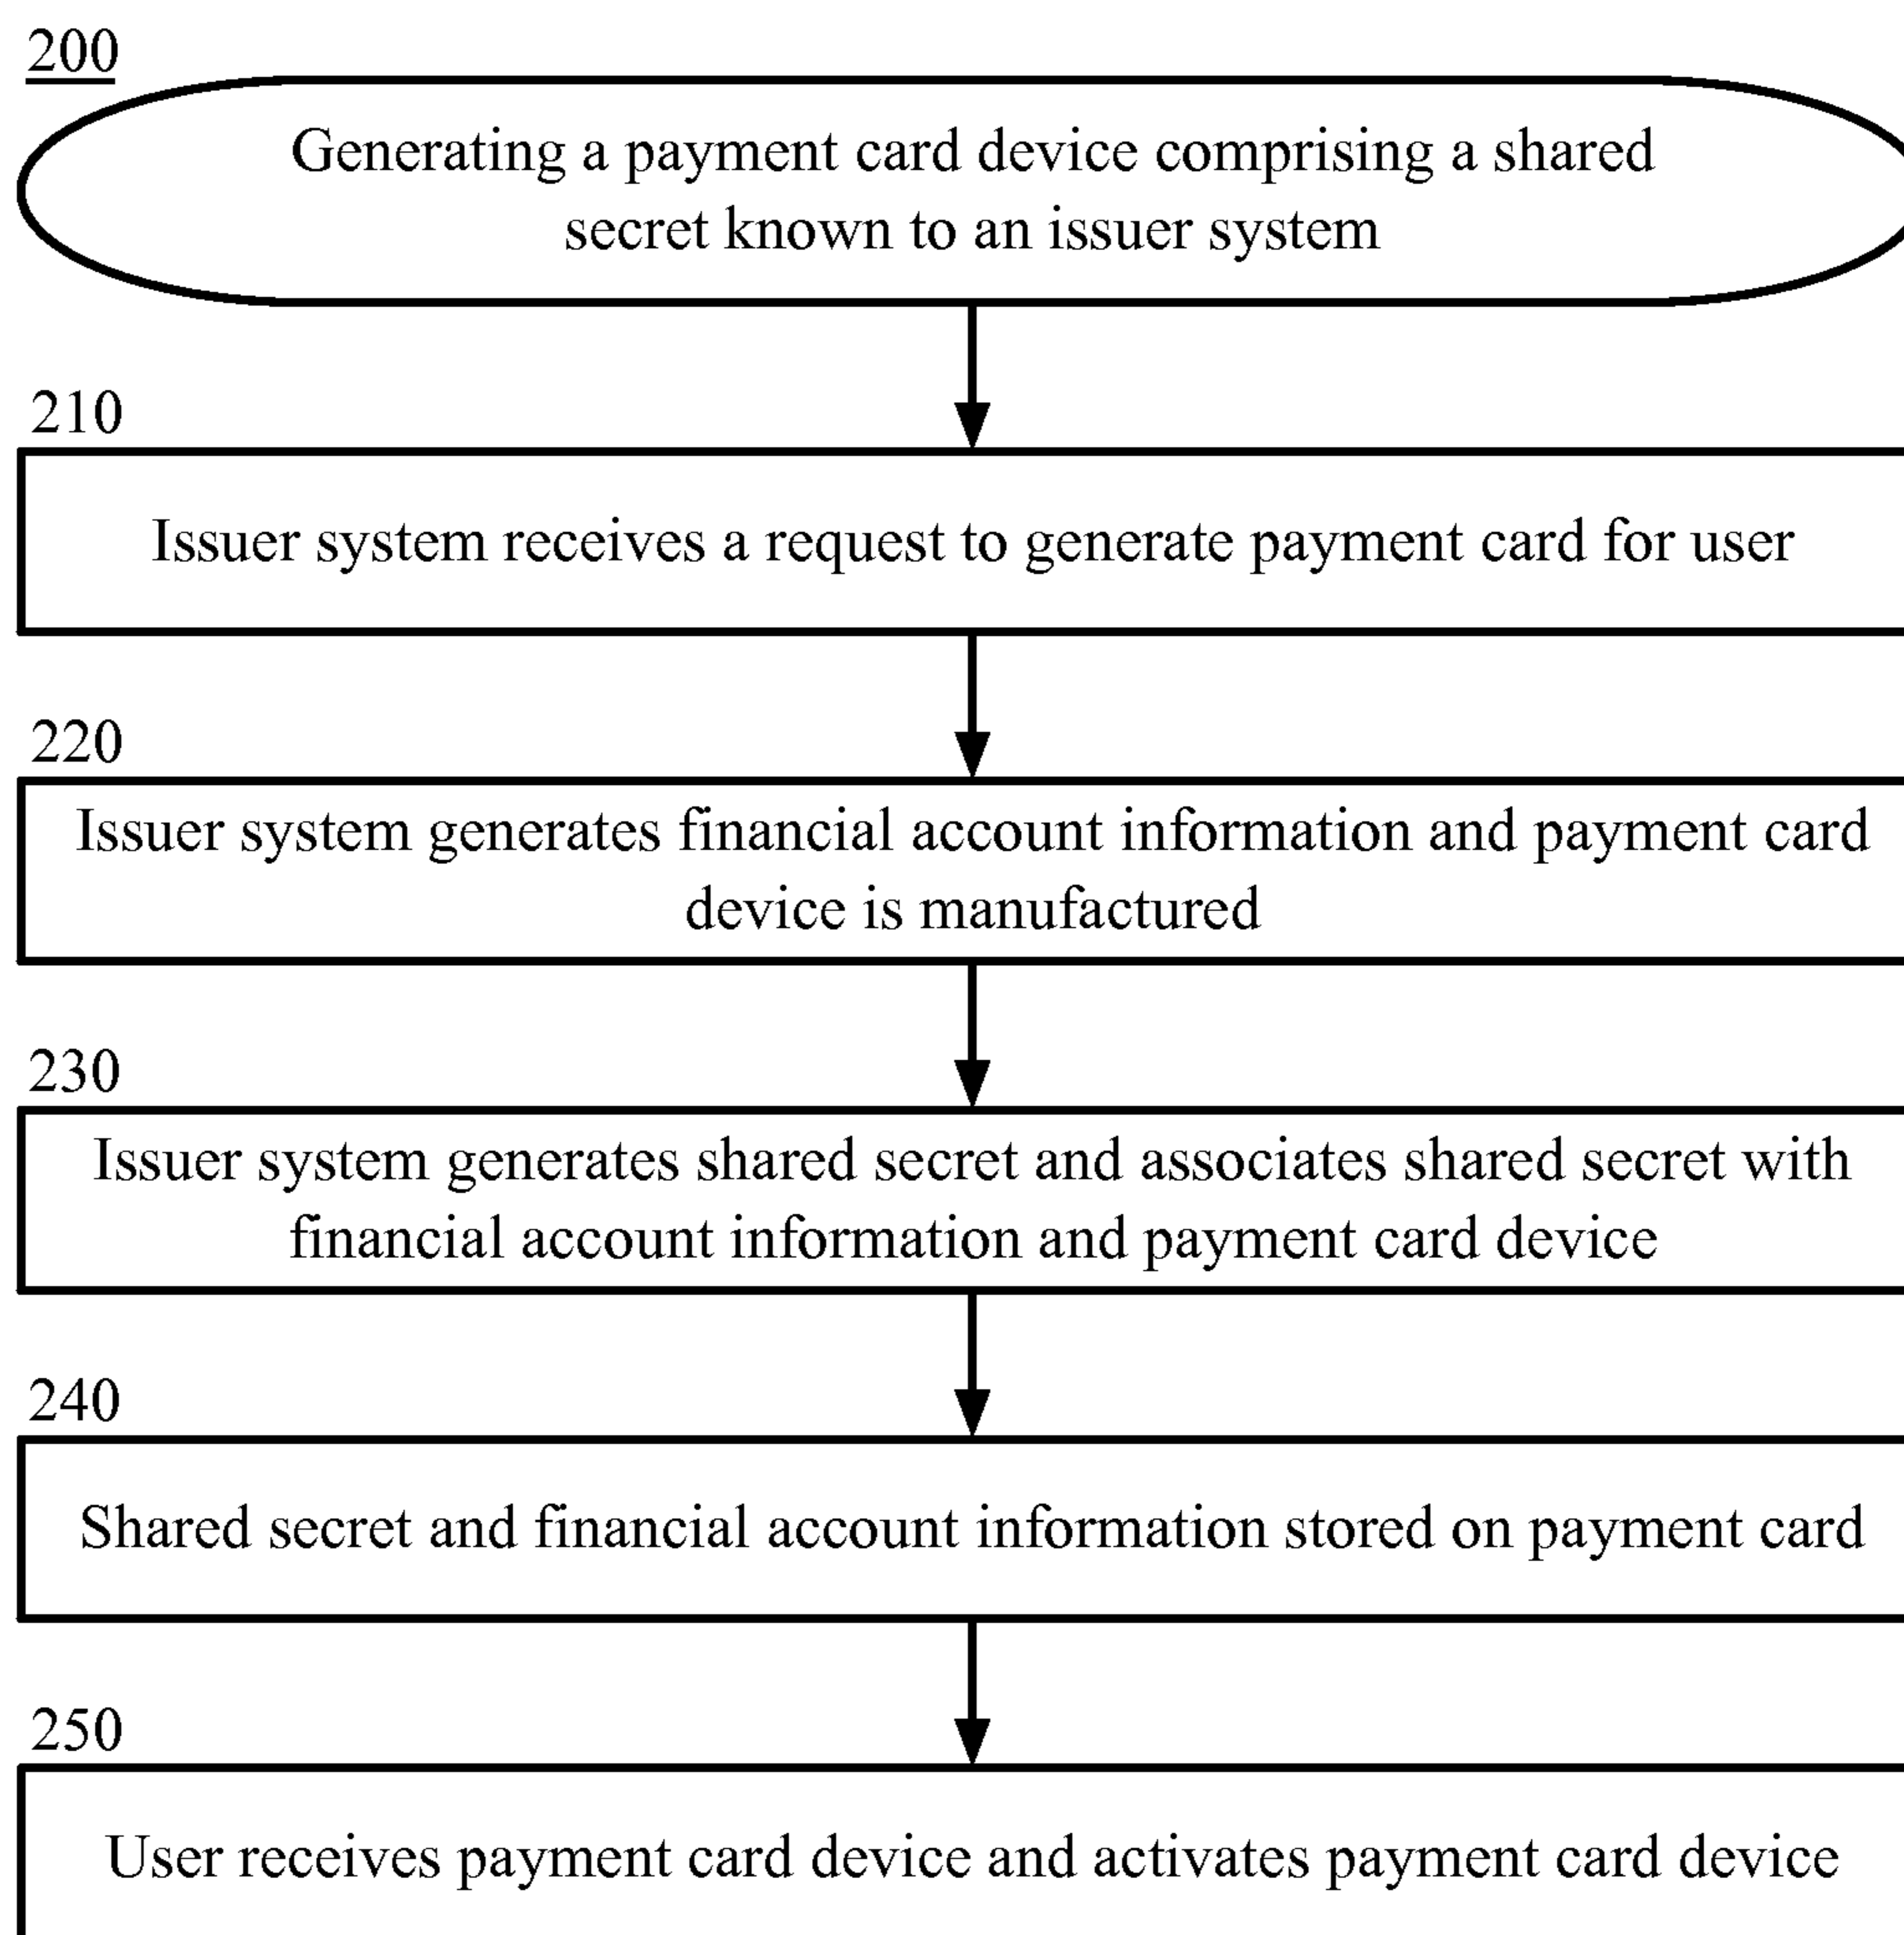 200
Generating a payment card device comprising a shared
secret known to an issuer system
210
Issuer system receives a request to generate payment card for user
220
Issuer system generates financial account information and payment card
device is manufactured
230
Issuer system generates shared secret and associates shared secret with
financial account information and payment card device
240
Shared secret and financial account information stored on payment card
250
User receives payment card device and activates payment card device